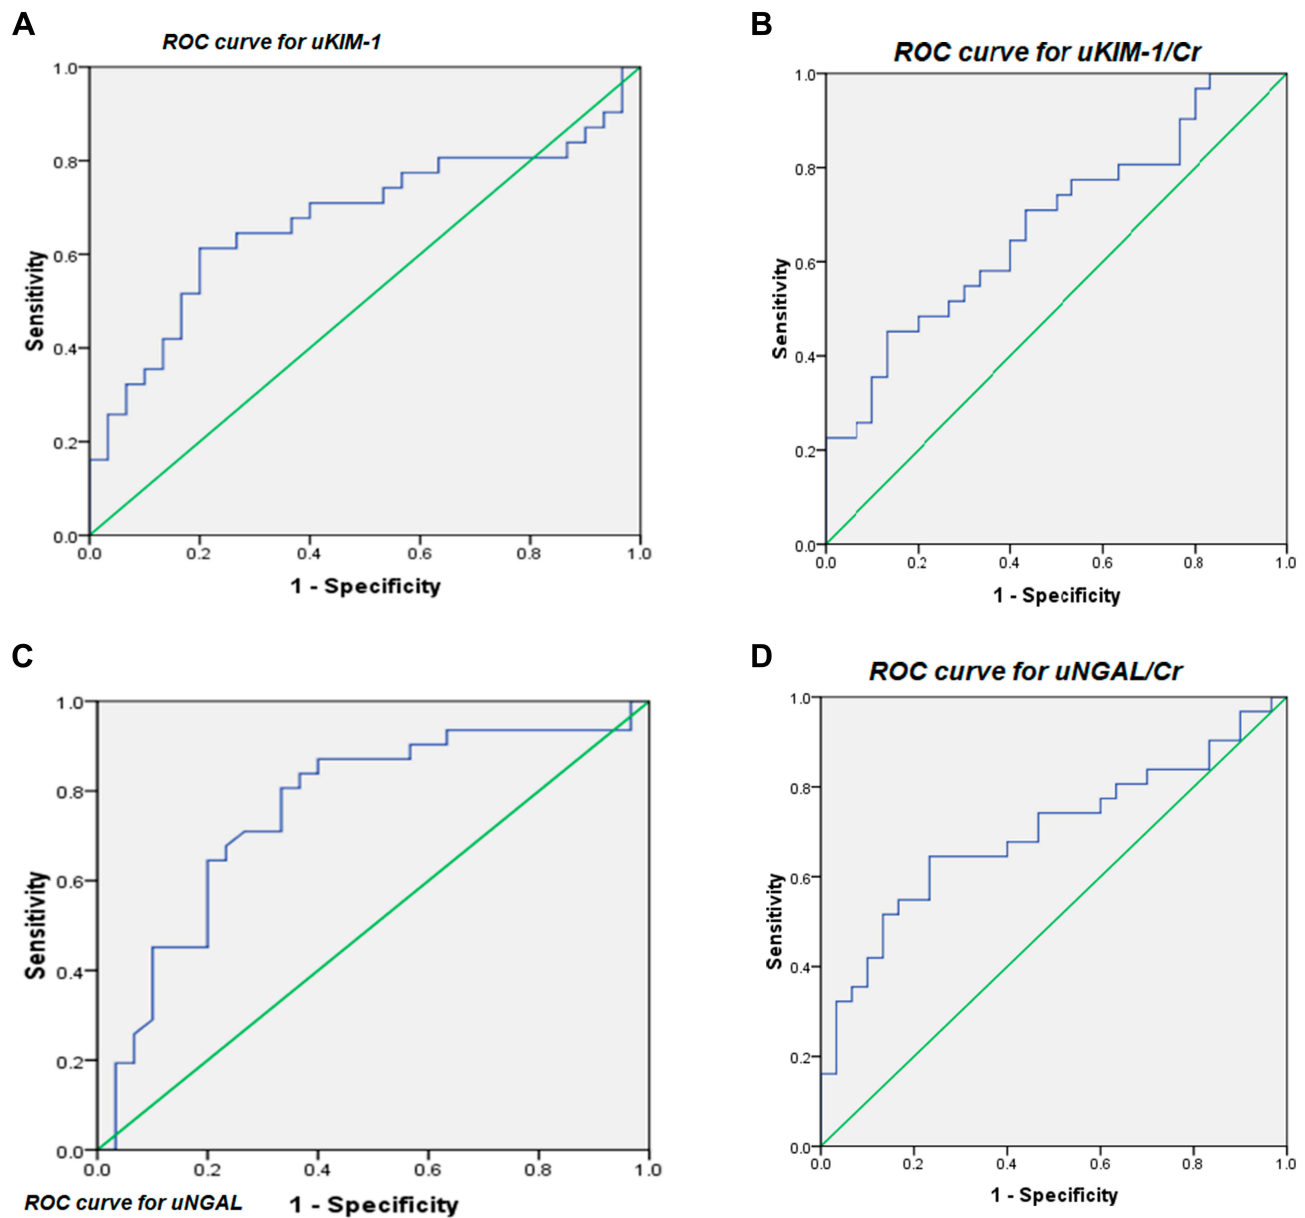 A
ROC curve for uKIM-1
1.0
0.8
0.6
0.4
0.2
0.0
Sensitivity
0.0 0.2 0.4 0.6 0.8 1.0
1 - Specificity
B
ROC curve for uKIM-1/Cr
1.0
0.8
0.6
0.4
0.2
0.0
Sensitivity
0.0 0.2 0.4 0.6 0.8 1.0
1 - Specificity
C
1.0
0.8
0.6
0.4
0.2
0.0
Sensitivity
0.0 0.2 0.4 0.6 0.8 1.0
ROC curve for uNGAL
1 - Specificity
D
ROC curve for uNGAL/Cr
1.0
0.8
0.6
0.4
0.2
0.0
Sensitivity
0.0 0.2 0.4 0.6 0.8 1.0
1 - Specificity